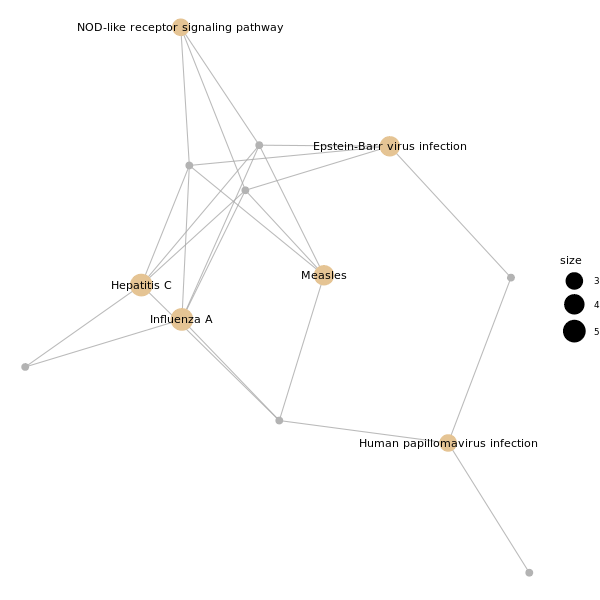 NOD-like receptor signaling pathway
Epstein-Barr virus infection
size
Measles
3
Hepatitis C
4
Influenza A
5
Human papillomavirus infection